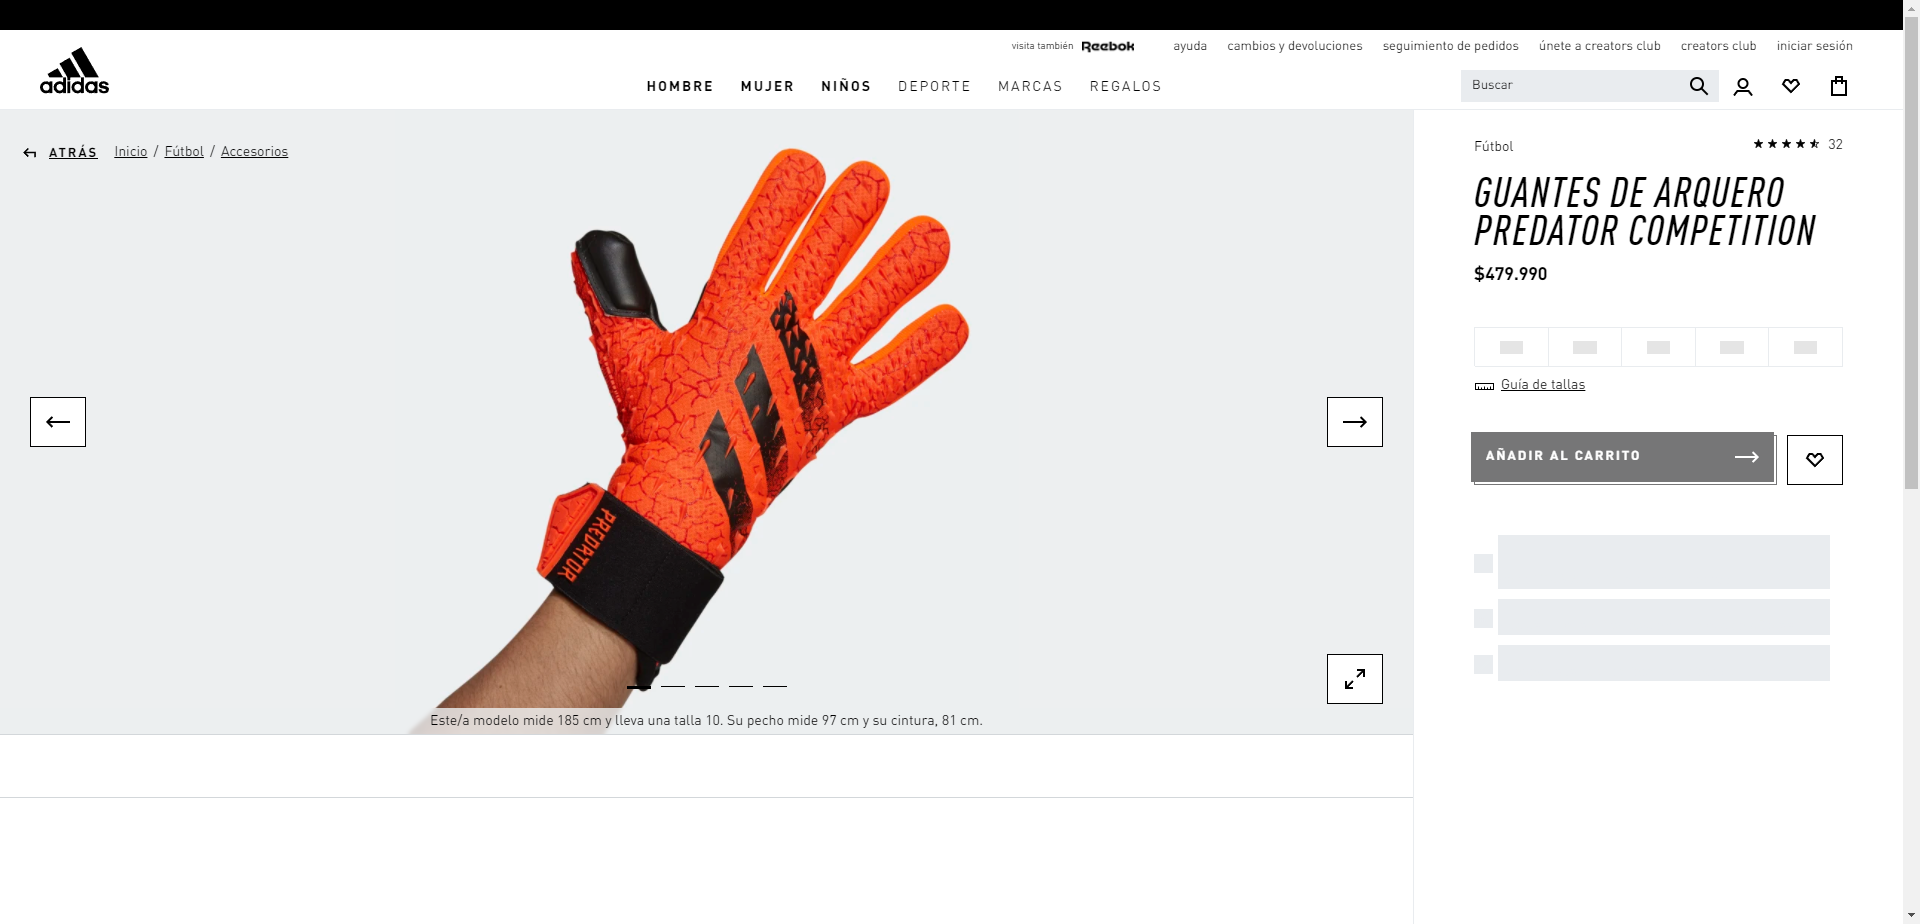 visita también Reebok ayuda cambios y devoluciones seguimiento de pedidos únete a creators club creators club iniciar sesión
adidas
HOMBRE MUJER NIÑOS DEPORTE MARCAS REGALOS
Buscar
ATRÁS Inicio / Fútbol / Accesorios
Fútbol
32
GUANTES DE ARQUERO
PREDATOR COMPETITION
$479.990
Guía de tallas
AÑADIR AL CARRITO
PREDATOR
Este/a modelo mide 185 cm y lleva una talla 10. Su pecho mide 97 cm y su cintura, 81 cm.